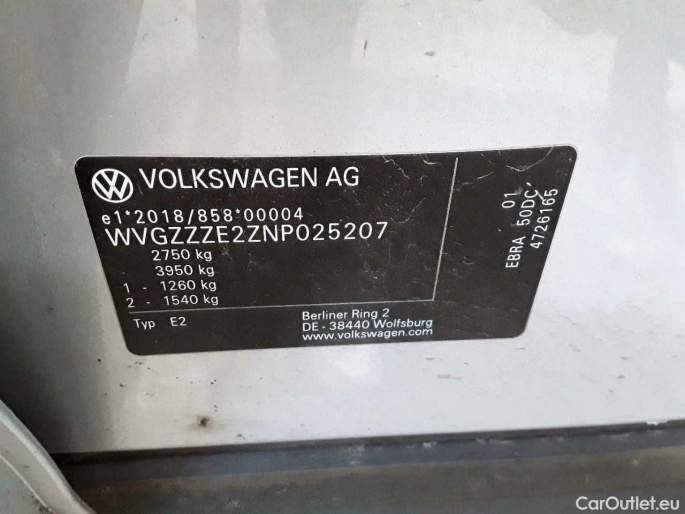 VOLKSWAGEN AG
e1*2018/858*00004
WVGZZZE2ZNP025207
2750 kg
- 3950 kg
1 - 1260 kg
2 - 1540 kg
Typ E2
Berliner Ring 2
DE - 38440 Wolfsburg
www.volkswagen.com
01
EBRA 50DC-
4726165
CarOutlet.eu